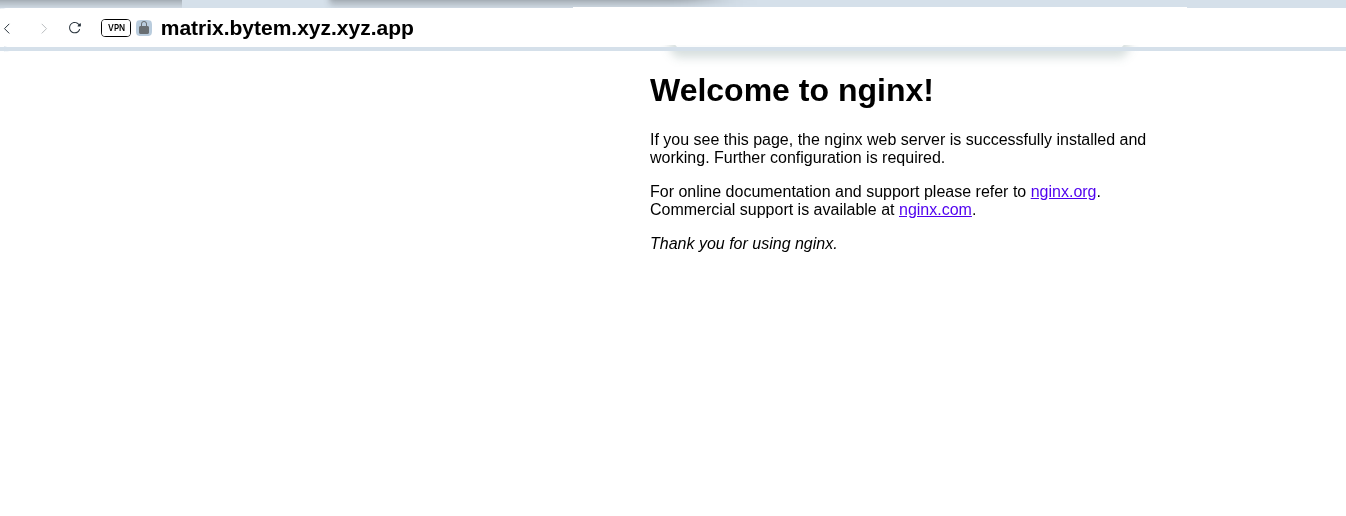 VPN matrix.bytem.xyz.xyz.app
Welcome to nginx!
If you see this page, the nginx web server is successfully installed and
working. Further configuration is required.
For online documentation and support please refer to nginx.org.
Commercial support is available at nginx.com.
Thank you for using nginx.